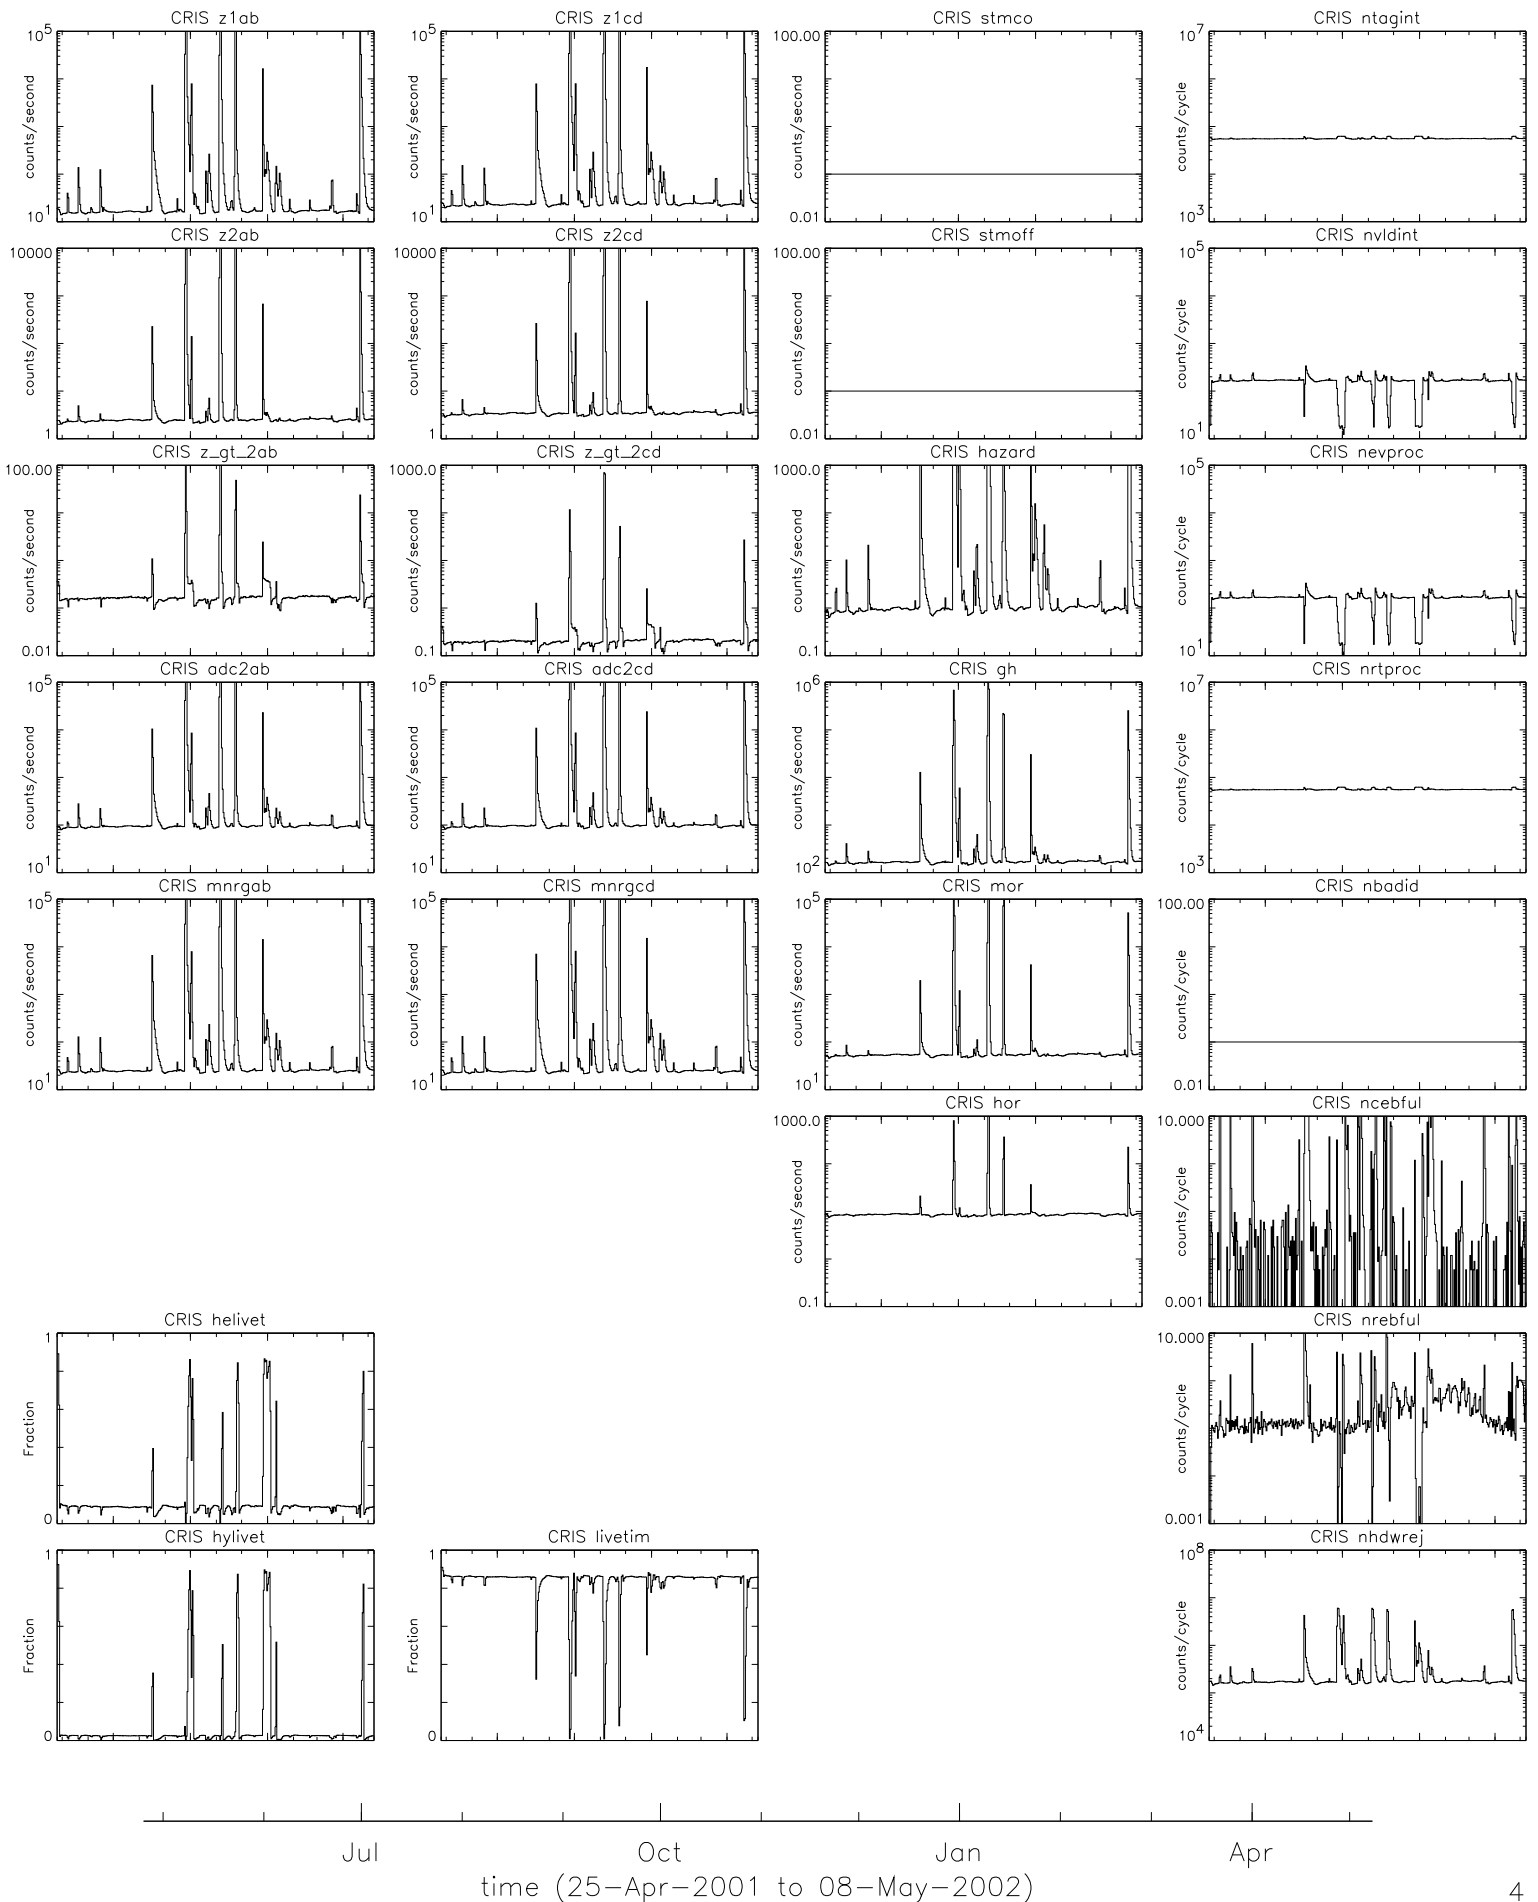 CRIS z1ab
10^5
counts/second
10^1
CRIS z1cd
10^5
counts/second
10^1
CRIS stmco
100.00
counts/second
0.01
CRIS ntagint
10^7
counts/cycle
10^3
CRIS z2ab
10000
counts/second
1
CRIS z2cd
10000
counts/second
1
CRIS stmoff
100.00
counts/second
0.01
CRIS nvldint
10^5
counts/cycle
10^1
CRIS z_gt_2ab
100.00
counts/second
0.01
CRIS z_gt_2cd
1000.0
counts/second
0.1
CRIS hazard
1000.0
counts/second
0.1
CRIS nevproc
10^5
counts/cycle
10^1
CRIS adc2ab
10^5
counts/second
10^1
CRIS adc2cd
10^5
counts/second
10^1
CRIS gh
10^6
counts/second
10^2
CRIS nrtproc
10^7
counts/cycle
10^3
CRIS mnrgab
10^5
counts/second
10^1
CRIS mnrgcd
10^5
counts/second
10^1
CRIS mor
10^5
counts/second
10^1
CRIS nbadid
100.00
counts/cycle
0.01
CRIS hor
1000.0
counts/second
0.1
CRIS ncebful
10.000
counts/cycle
0.001
CRIS helivet
1
Fraction
0
CRIS nrebful
10.000
counts/cycle
0.001
CRIS hylivet
1
Fraction
0
CRIS livetim
1
Fraction
0
CRIS nhdwrej
10^8
counts/cycle
10^4
Jul Oct Jan Apr
time (25-Apr-2001 to 08-May-2002)
4